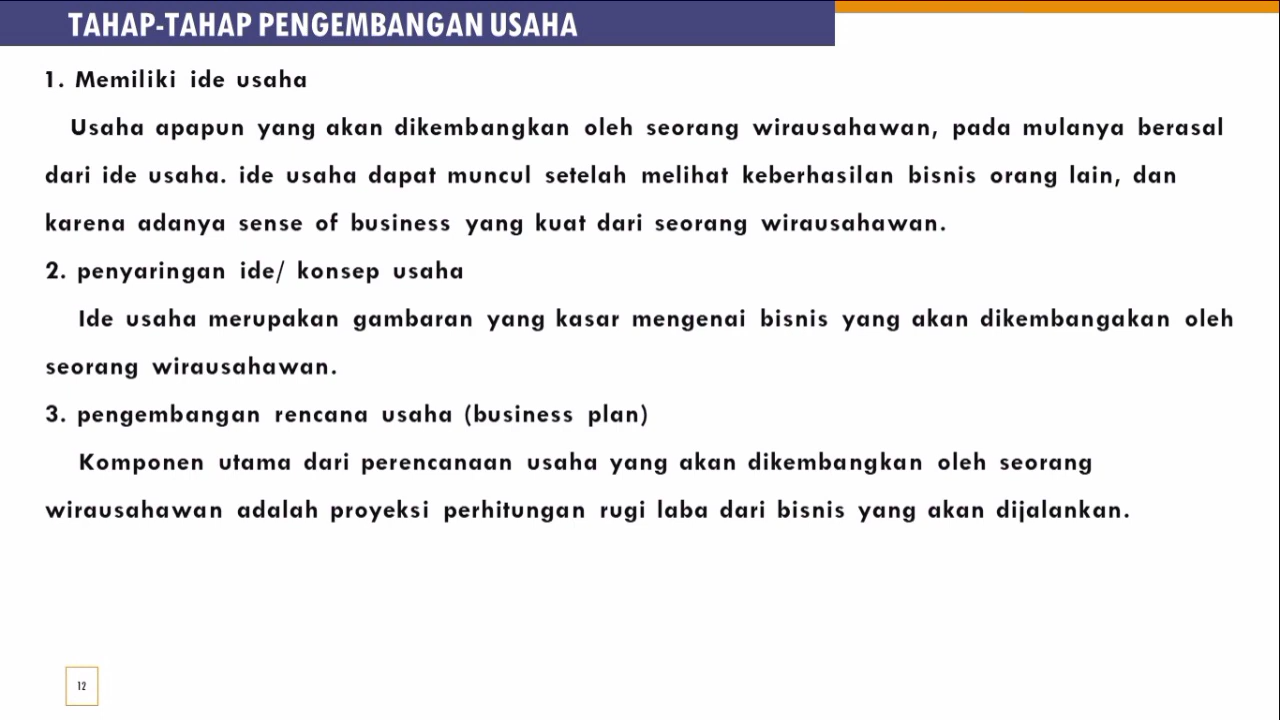 TAHAP-TAHAP PENGEMBANGAN USAHA
1. Memiliki ide usaha
Usaha apapun yang akan dikembangkan oleh seorang wirausahawan, pada mulanya berasal
dari ide usaha. ide usaha dapat muncul setelah melihat keberhasilan bisnis orang lain, dan
karena adanya sense of business yang kuat dari seorang wirausahawan.
2. penyaringan ide/ konsep usaha
Ide usaha merupakan gambaran yang kasar mengenai bisnis yang akan dikembangakan oleh
seorang wirausahawan.
3. pengembangan rencana usaha (business plan)
Komponen utama dari perencanaan usaha yang akan dikembangkan oleh seorang
wirausahawan adalah proyeksi perhitungan rugi laba dari bisnis yang akan dijalankan.
12